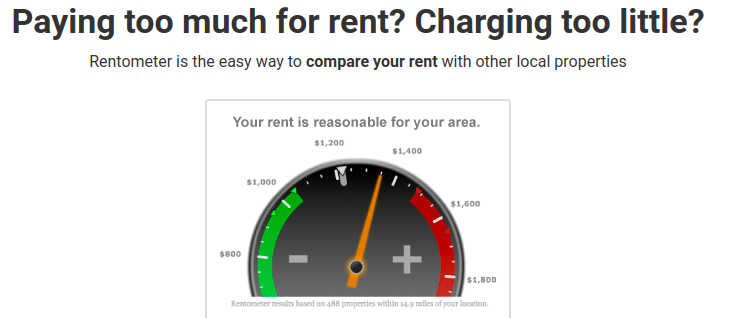 Paying too much for rent? Charging too little?
Rentometer is the easy way to compare your rent with other local properties
Your rent is reasonable for your area.
$1,200
$1,400
$1,000
$1,600
$800
$1,800
- +
Rentometer results based on 488 properties within 14.9 miles of your location.